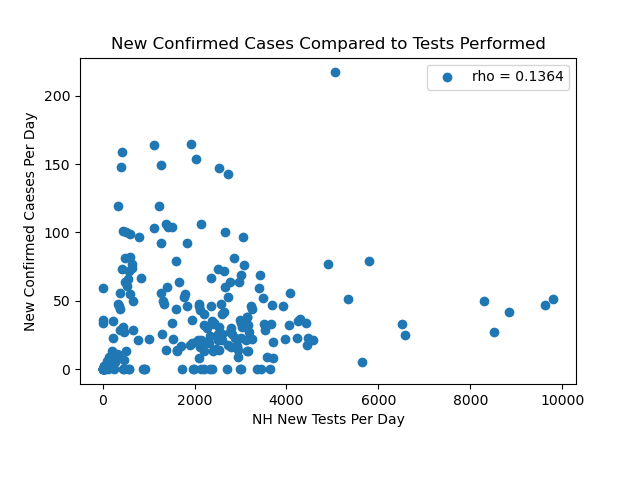 New Confirmed Cases Compared to Tests Performed
rho = 0.1364
New Confirmed Caeses Per Day
200
150
100
50
0
0 2000 4000 6000 8000 10000
NH New Tests Per Day